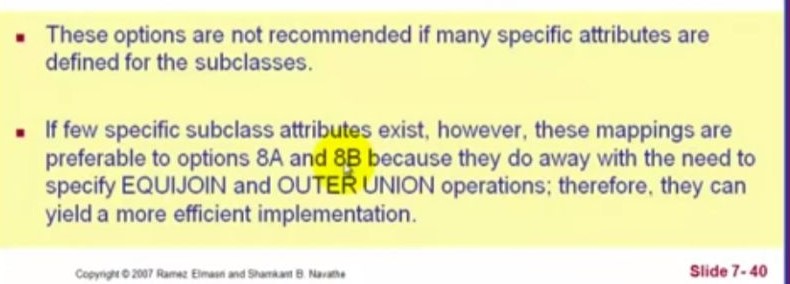 These options are not recommended if many specific attributes are
defined for the subclasses.
If few specific subclass attributes exist, however, these mappings are
preferable to options 8A and 8B because they do away with the need to
specify EQUIJOIN and OUTER UNION operations; therefore, they can
yield a more efficient implementation.
Copyright © 2007 Ramez Elmasri and Shamkant B. Navathe
Slide 7- 40